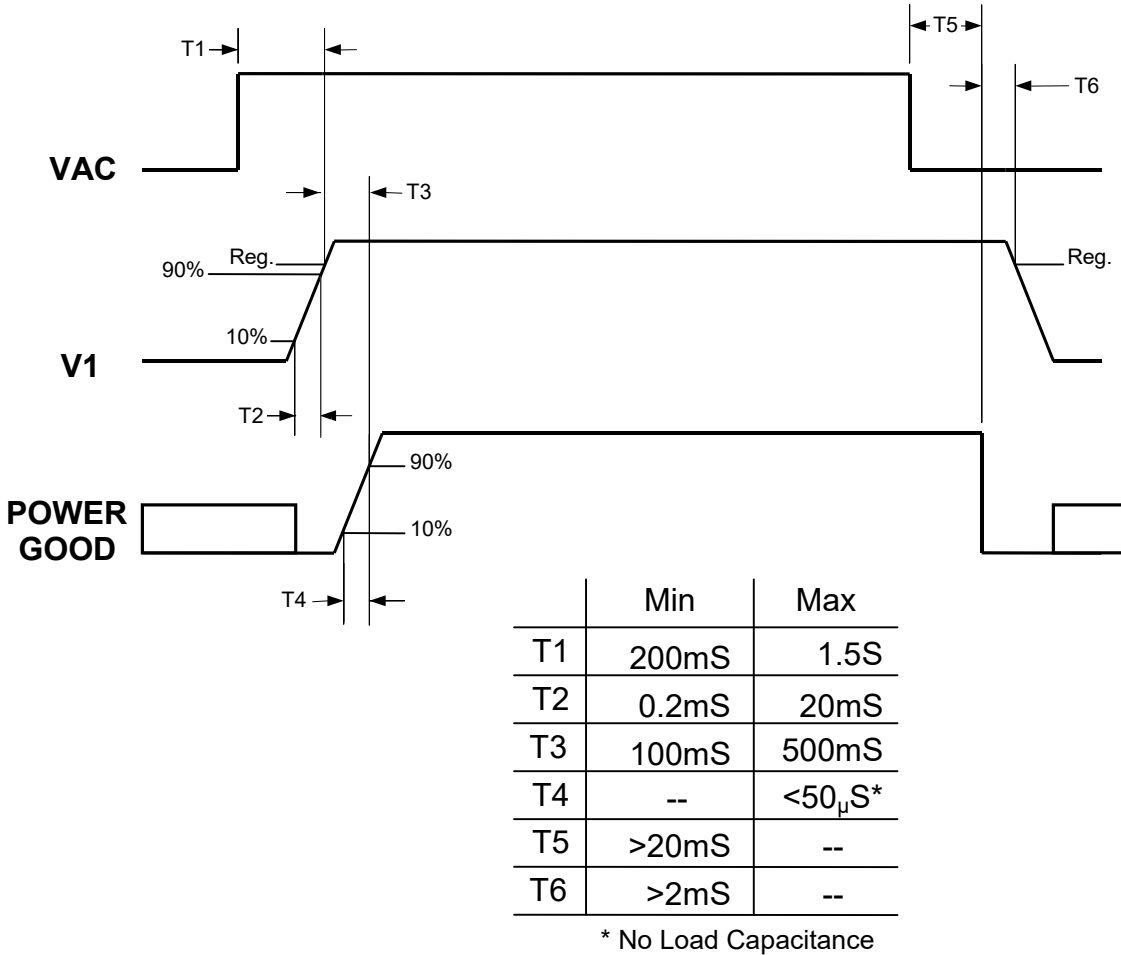 T5
T1
T6
VAC
T3
Reg.
90%
Reg.
10%
V1
T2
90%
POWER
GOOD
10%
T4
Min Max
T1 200mS 1.5S
T2 0.2mS 20mS
T3 100mS 500mS
T4 -- <50μS*
T5 >20mS --
T6 >2mS --
* No Load Capacitance